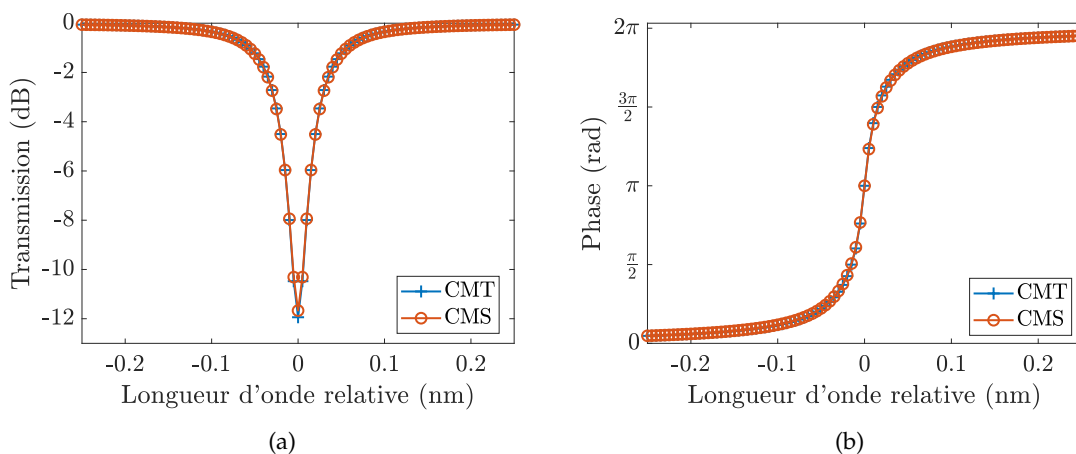 Transmission (dB)
0
-2
-4
-6
-8
-10
-12
CMT
CMS
-0.2
-0.1
0
0.1
0.2
Longueur d'onde relative (nm)
(a)
Phase (rad)
2π
3π/2
π
π/2
0
CMT
CMS
-0.2
-0.1
0
0.1
0.2
Longueur d'onde relative (nm)
(b)